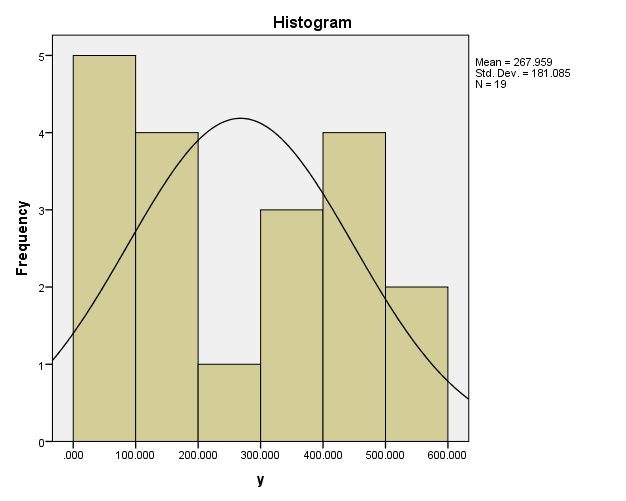 Histogram
Mean = 267.959
Std. Dev. = 181.085
N = 19
5
4
3
2
1
0
Frequency
.000 100.000 200.000 300.000 400.000 500.000 600.000
y